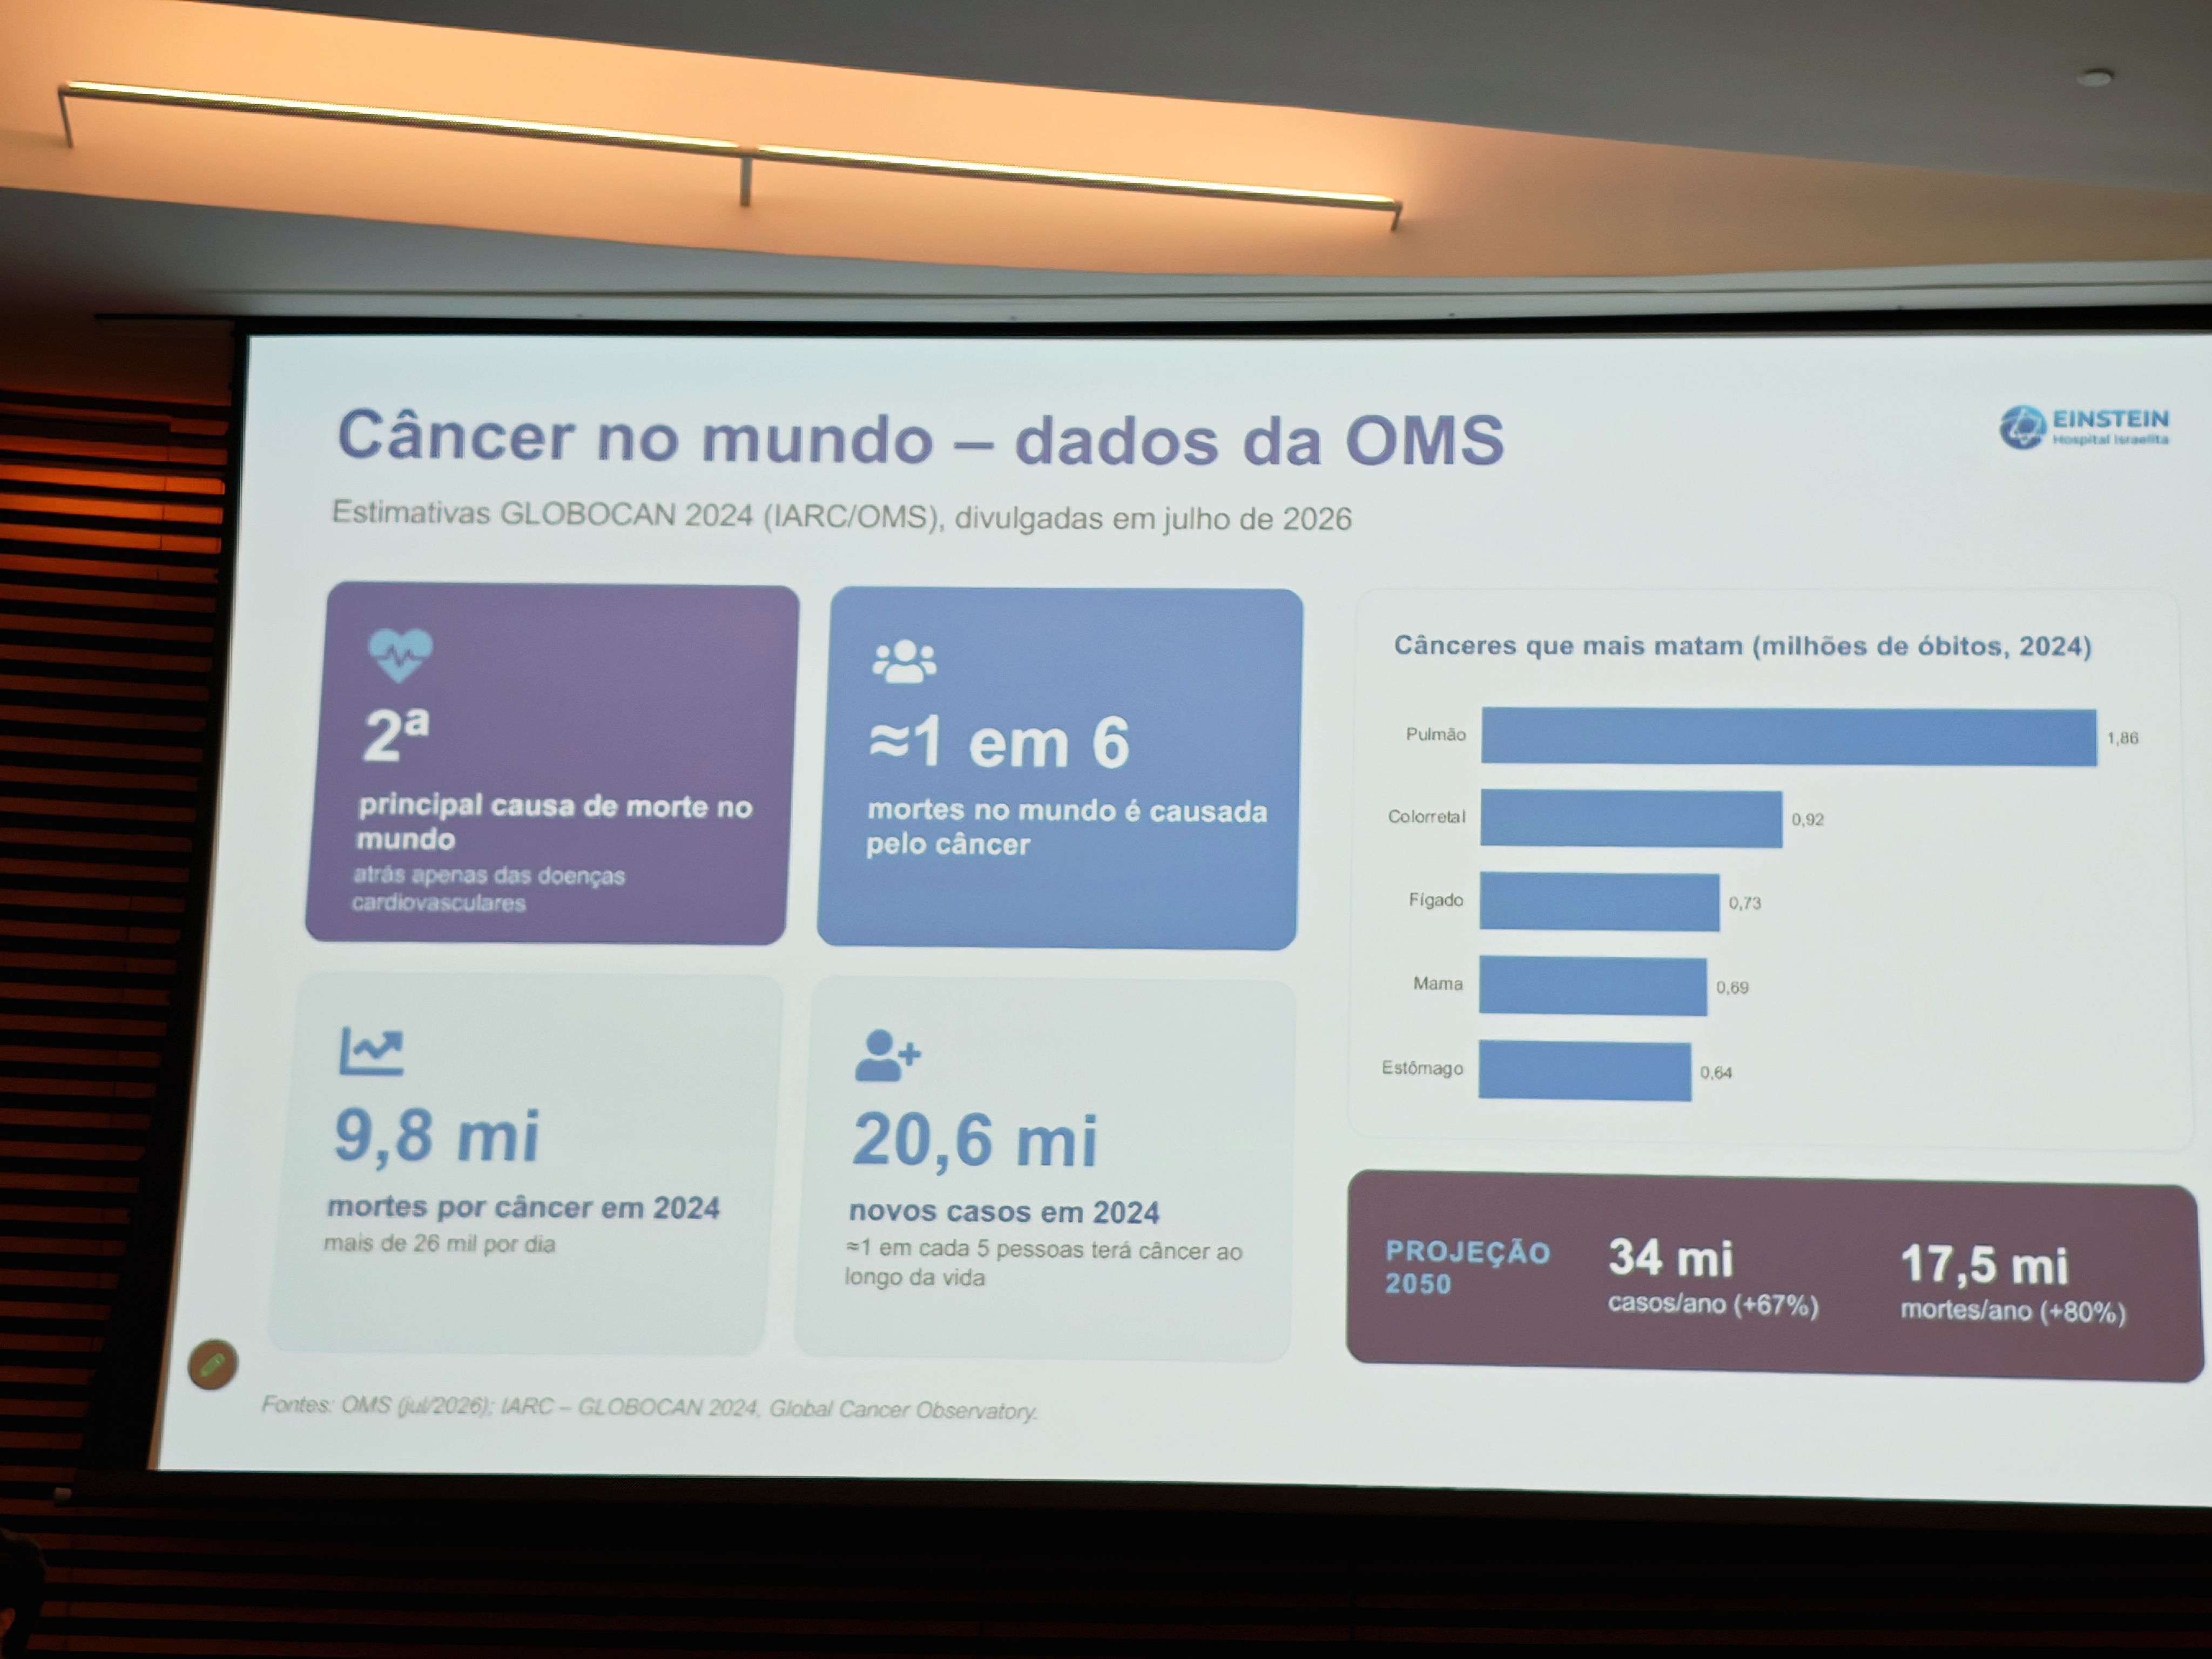 Câncer no mundo – dados da OMS
EINSTEIN
Hospital Israelita
Estimativas GLOBOCAN 2024 (IARC/OMS), divulgadas em julho de 2026
2ª
principal causa de morte no
mundo
atrás apenas das doenças
cardiovasculares
≈1 em 6
mortes no mundo é causada
pelo câncer
9,8 mi
mortes por câncer em 2024
mais de 26 mil por dia
20,6 mi
novos casos em 2024
≈1 em cada 5 pessoas terá câncer ao
longo da vida
Cânceres que mais matam (milhões de óbitos, 2024)
Pulmão 1,86
Colorretal 0,92
Fígado 0,73
Mama 0,69
Estômago 0,64
PROJEÇÃO
2050
34 mi
casos/ano (+67%)
17,5 mi
mortes/ano (+80%)
Fontes: OMS (jul/2026); IARC – GLOBOCAN 2024, Global Cancer Observatory.